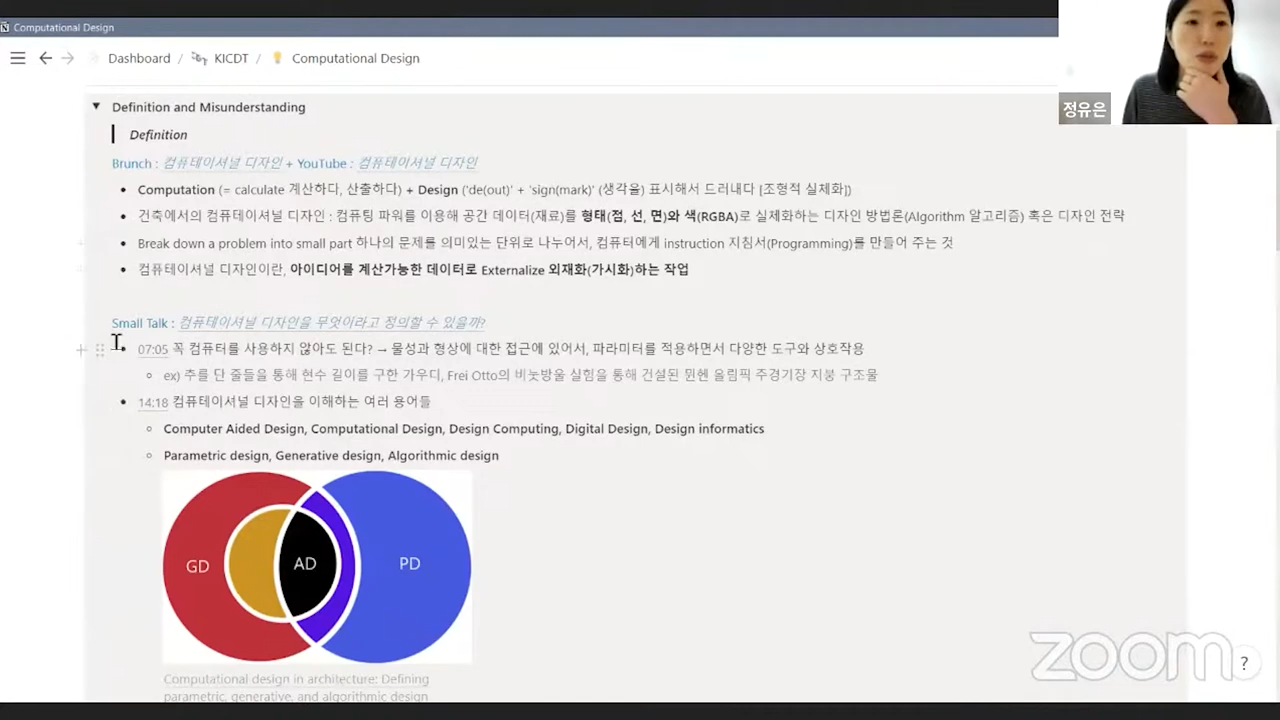 Computational Design
Dashboard / KICDT / Computational Design
정유은
Definition and Misunderstanding
Definition
Brunch : 컴퓨테이셔널 디자인 + YouTube : 컴퓨테이셔널 디자인
• Computation (= calculate 계산하다, 산출하다) + Design ('de(out)' + 'sign(mark)' (생각을) 표시해서 드러내다 [조형적 실체화])
• 건축에서의 컴퓨테이셔널 디자인 : 컴퓨팅 파워를 이용해 공간 데이터(재료)를 형태(점, 선, 면)와 색(RGBA)로 실체화하는 디자인 방법론(Algorithm 알고리즘) 혹은 디자인 전략
• Break down a problem into small part 하나의 문제를 의미있는 단위로 나누어서, 컴퓨터에게 instruction 지침서(Programming)를 만들어 주는 것
• 컴퓨테이셔널 디자인이란, 아이디어를 계산가능한 데이터로 Externalize 외재화(가시화)하는 작업
Small Talk : 컴퓨테이셔널 디자인을 무엇이라고 정의할 수 있을까?
• 07:05 꼭 컴퓨터를 사용하지 않아도 된다? → 물성과 형상에 대한 접근에 있어서, 파라미터를 적용하면서 다양한 도구와 상호작용
◦ ex) 추를 단 줄들을 통해 현수 길이를 구한 가우디, Frei Otto의 비눗방울 실험을 통해 건설된 뮌헨 올림픽 주경기장 지붕 구조물
• 14:18 컴퓨테이셔널 디자인을 이해하는 여러 용어들
◦ Computer Aided Design, Computational Design, Design Computing, Digital Design, Design informatics
◦ Parametric design, Generative design, Algorithmic design
GD AD PD
Computational design in architecture: Defining
parametric, generative, and algorithmic design
zoom
?